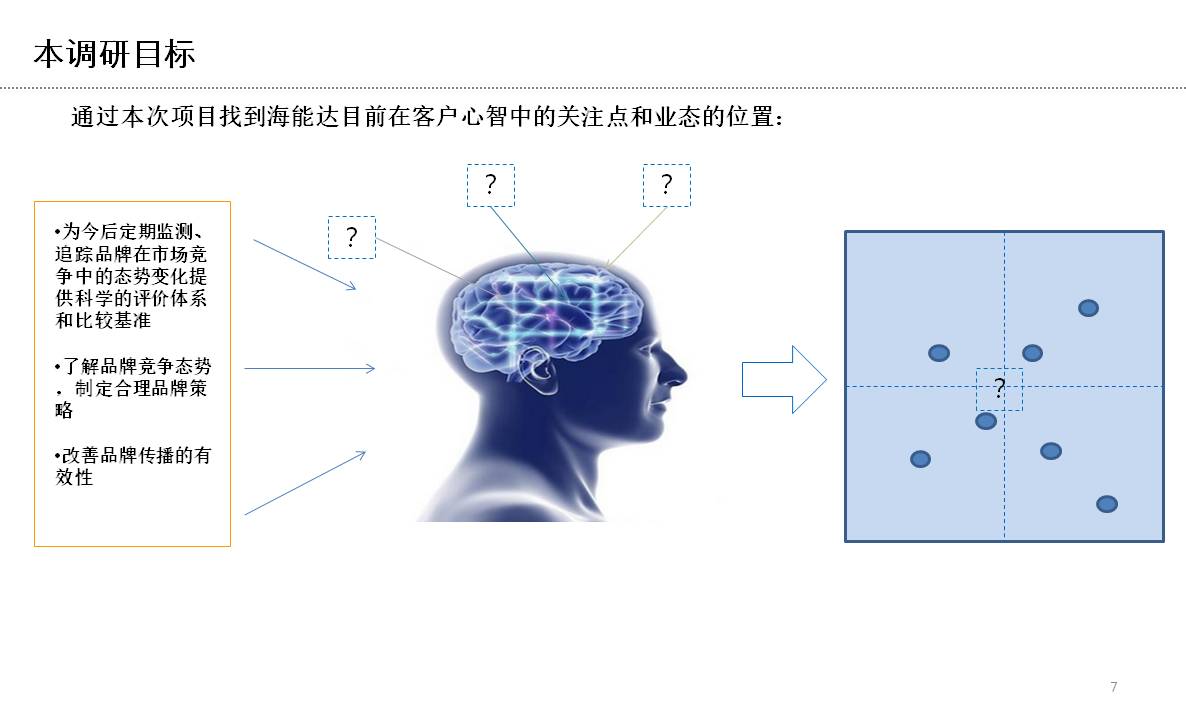 本调研目标
通过本次项目找到海能达目前在客户心智中的关注点和业态的位置：
?
?
?
•为今后定期监测、
追踪品牌在市场竞
争中的态势变化提
供科学的评价体系
和比较基准
•了解品牌竞争态势
，制定合理品牌策
略
•改善品牌传播的有
效性
?
7